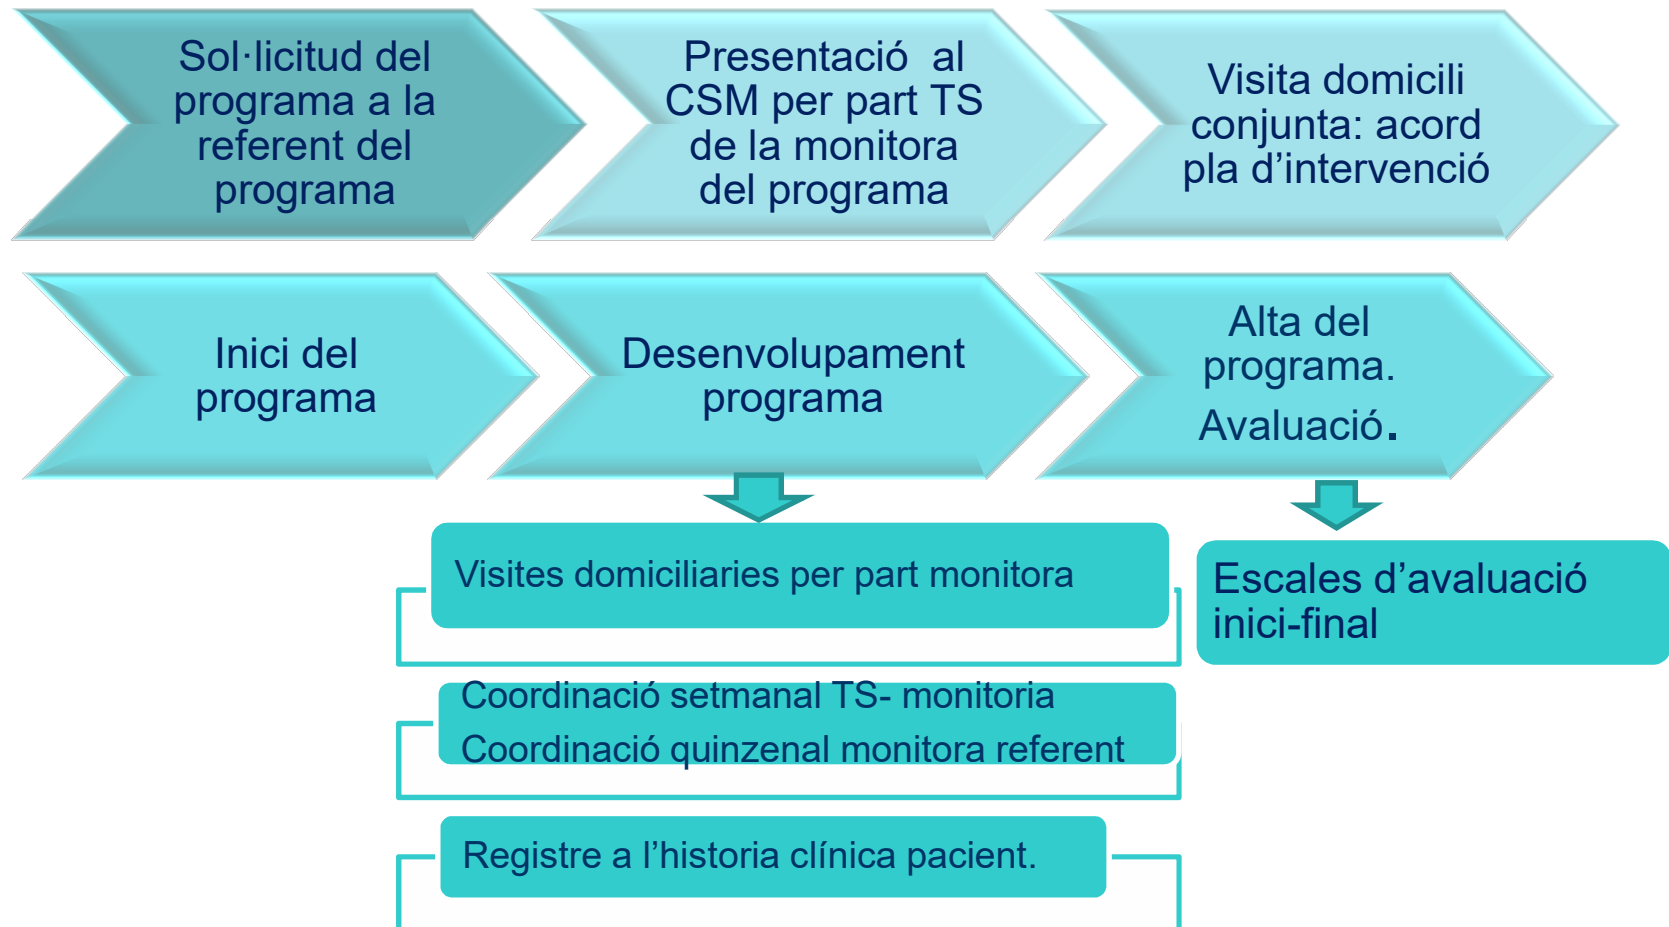 Sol·licitud del
programa a la
referent del
programa
Presentació al
CSM per part TS
de la monitora
del programa
Visita domicili
conjunta: acord
pla d’intervenció
Inici del
programa
Desenvolupament
programa
Alta del
programa.
Avaluació.
Visites domiciliaries per part monitora
Coordinació setmanal TS- monitoria
Coordinació quinzenal monitora referent
Registre a l’historia clínica pacient.
Escales d’avaluació
inici-final